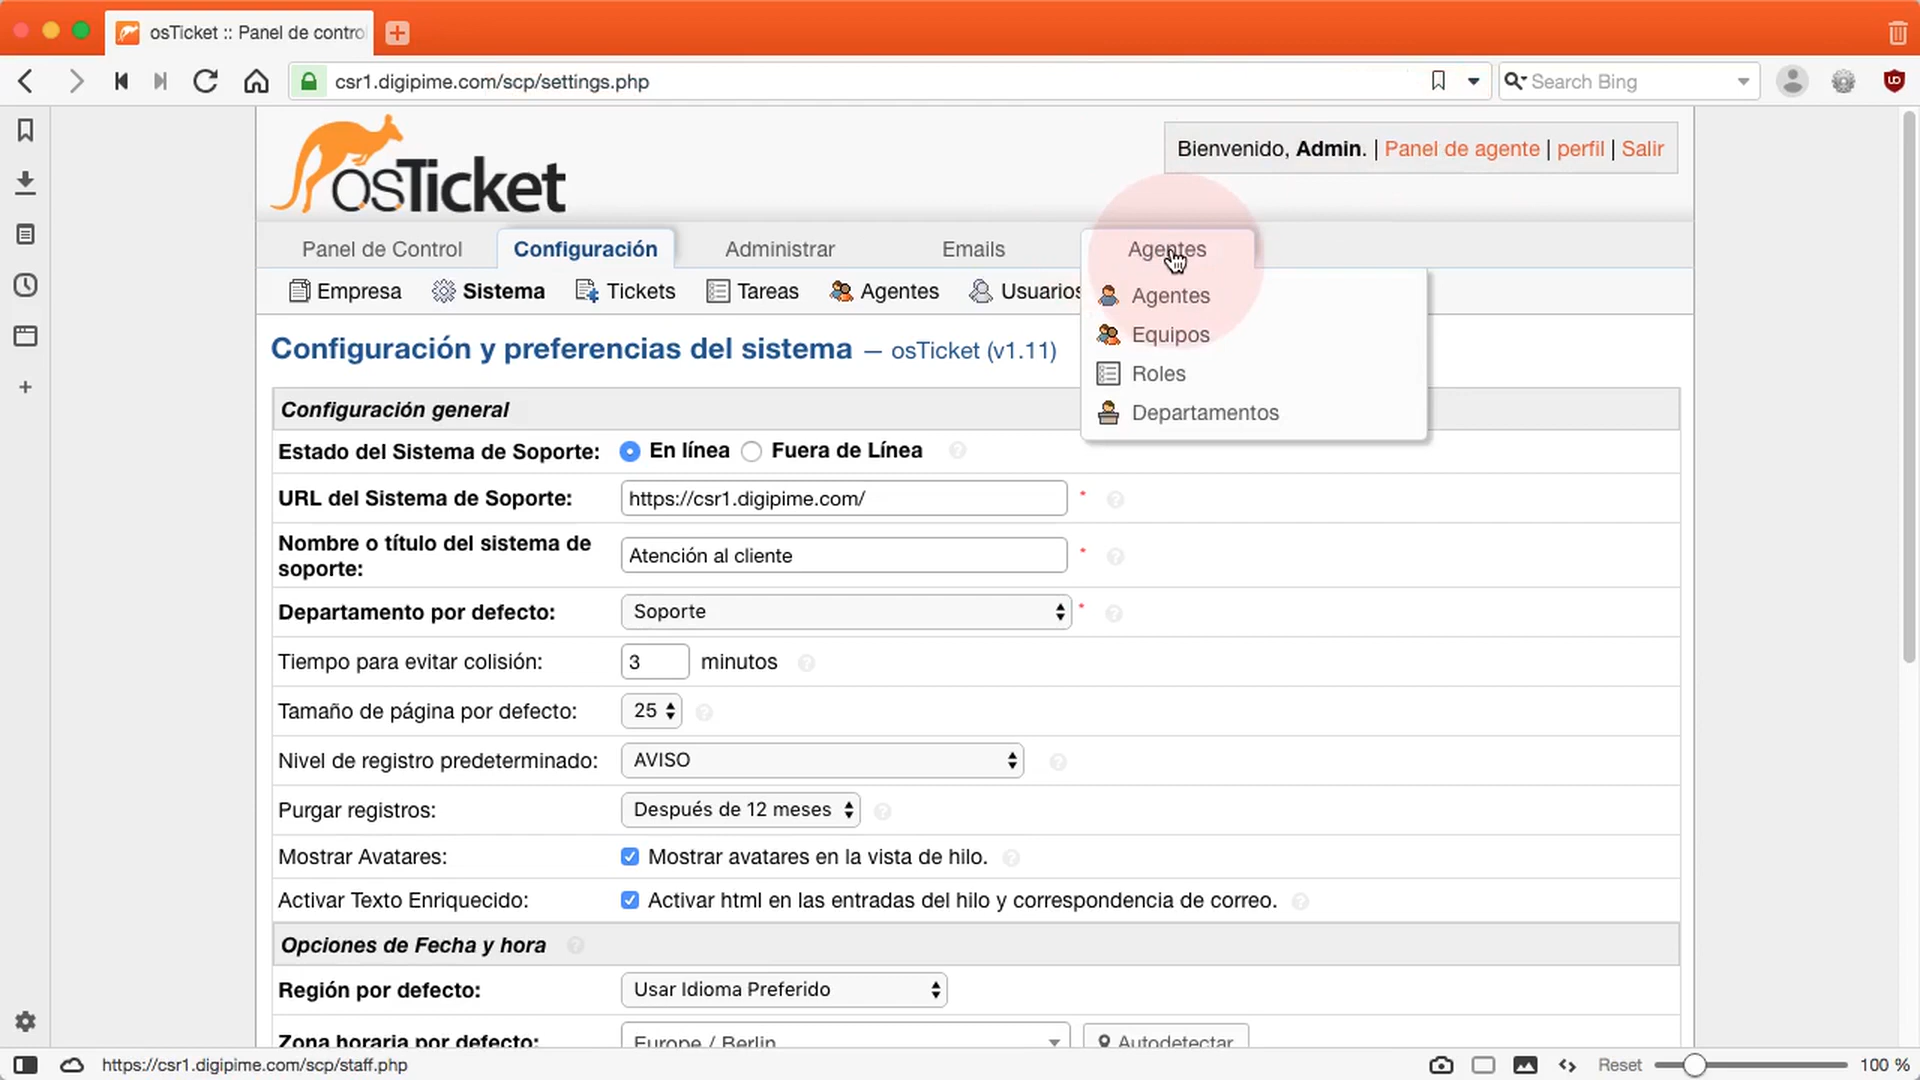 osTicket :: Panel de contro
csr1.digipime.com/scp/settings.php
Search Bing
osTicket
Bienvenido, Admin. | Panel de agente | perfil | Salir
Panel de Control
Configuración
Administrar
Emails
Agentes
Empresa
Sistema
Tickets
Tareas
Agentes
Usuarios
Agentes
Equipos
Roles
Departamentos
Configuración y preferencias del sistema — osTicket (v1.11)
Configuración general
Estado del Sistema de Soporte: En línea Fuera de Línea
URL del Sistema de Soporte: https://csr1.digipime.com/ *
Nombre o título del sistema de
soporte:
Atención al cliente *
Departamento por defecto: Soporte *
Tiempo para evitar colisión: 3 minutos
Tamaño de página por defecto: 25
Nivel de registro predeterminado: AVISO
Purgar registros: Después de 12 meses
Mostrar Avatares: Mostrar avatares en la vista de hilo.
Activar Texto Enriquecido: Activar html en las entradas del hilo y correspondencia de correo.
Opciones de Fecha y hora
Región por defecto: Usar Idioma Preferido
Zona horaria por defecto: Europe / Berlin Autodetectar
https://csr1.digipime.com/scp/staff.php
Reset
100 %